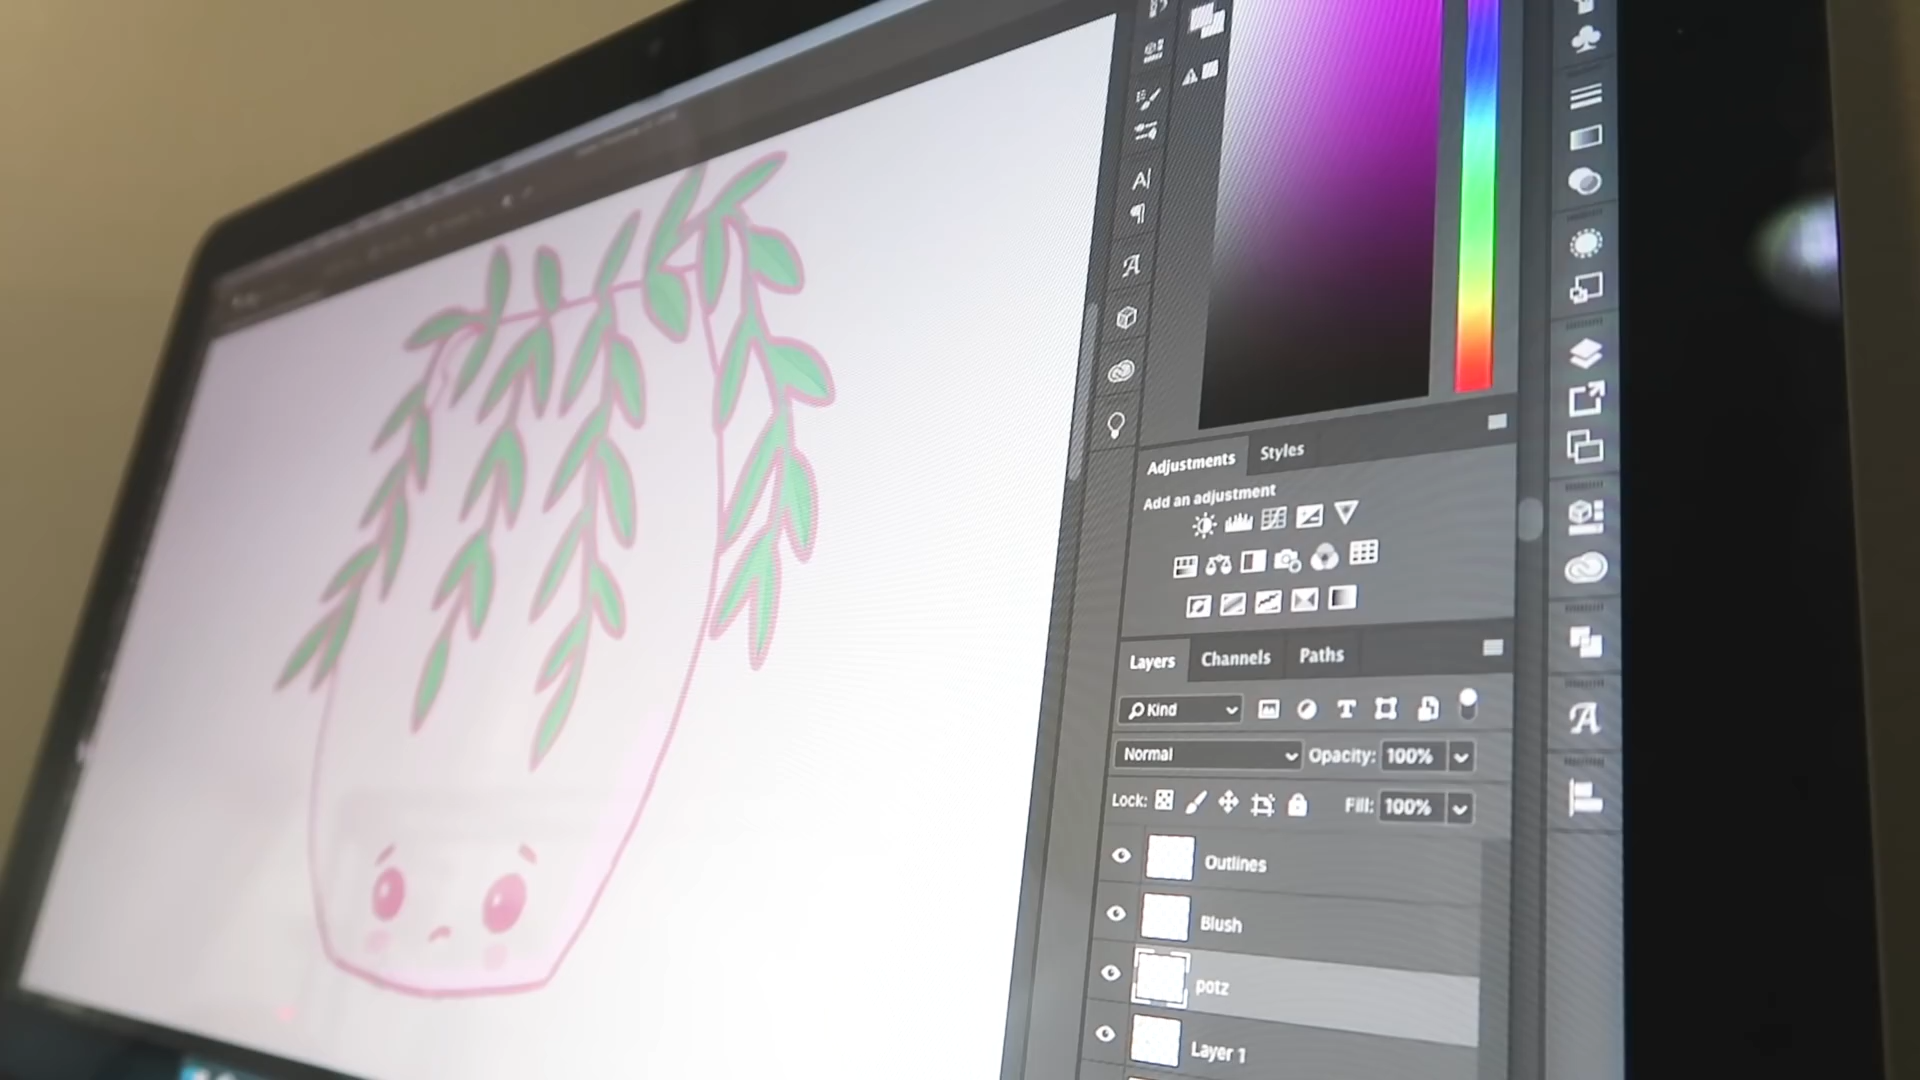 Adjustments Styles
Add an adjustment
Layers Channels Paths
Kind
Normal Opacity: 100%
Lock: Fill: 100%
Outlines
Blush
potz
Layer 1